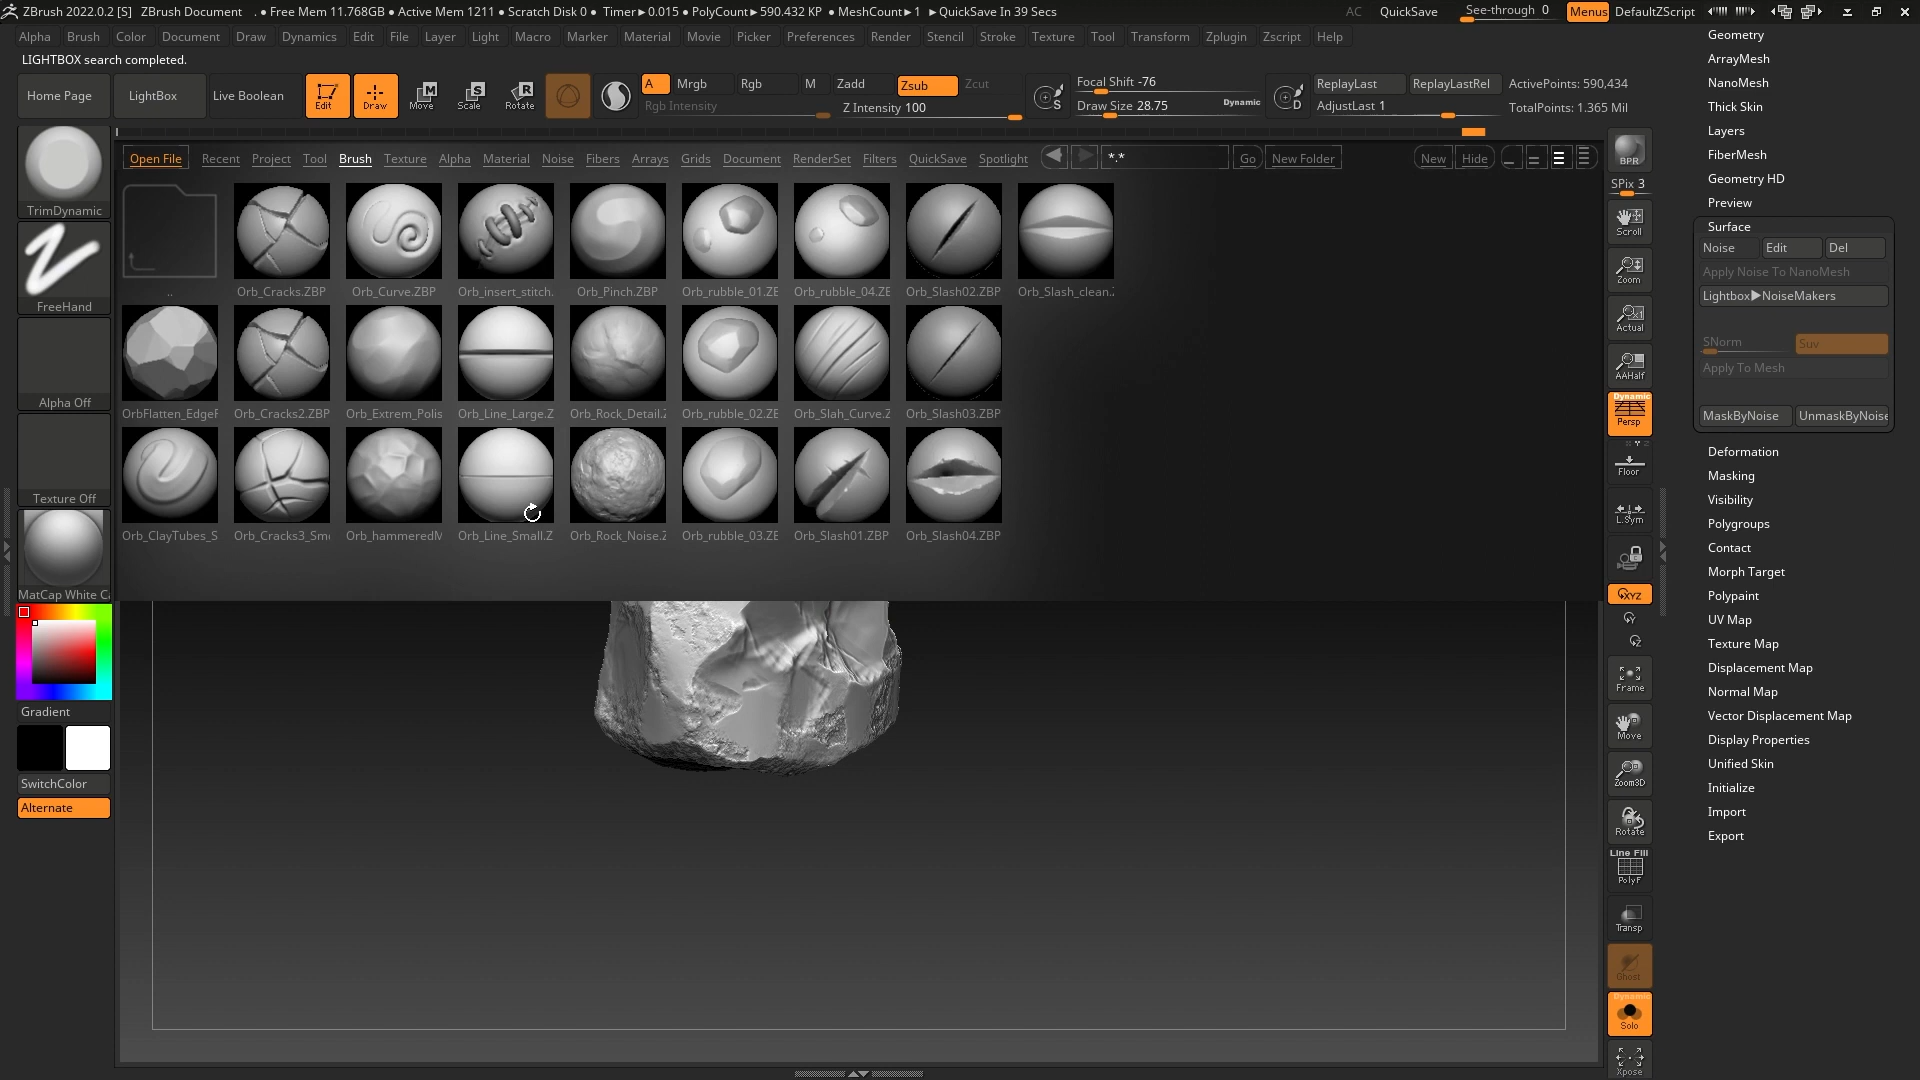 ZBrush 2022.0.2 [S] ZBrush Document . ● Free Mem 11.768GB ● Active Mem 1211 ● Scratch Disk 0 ● Timer►0.015 ● PolyCount►590.432 KP ● MeshCount►1 ►QuickSave In 39 Secs AC QuickSave See-through 0 Menus DefaultZScript
Alpha Brush Color Document Draw Dynamics Edit File Layer Light Macro Marker Material Movie Picker Preferences Render Stencil Stroke Texture Tool Transform Zplugin Zscript Help
LIGHTBOX search completed.
Home Page LightBox Live Boolean Edit Draw Move Scale Rotate
A Mrgb Rgb M Zadd Zsub Zcut
Rgb Intensity Z Intensity 100
S Focal Shift -76
Draw Size 28.75 Dynamic
D ReplayLast ReplayLastRel ActivePoints: 590,434
AdjustLast 1 TotalPoints: 1.365 Mil
Open File Recent Project Tool Brush Texture Alpha Material Noise Fibers Arrays Grids Document RenderSet Filters QuickSave Spotlight *.* Go New Folder New Hide
.. Orb_Cracks.ZBP Orb_Curve.ZBP Orb_insert_stitch. Orb_Pinch.ZBP Orb_rubble_01.ZE Orb_rubble_04.ZE Orb_Slash02.ZBP Orb_Slash_clean.
OrbFlatten_EdgeF Orb_Cracks2.ZBP Orb_Extrem_Polis Orb_Line_Large.Z Orb_Rock_Detail. Orb_rubble_02.ZE Orb_Slah_Curve.Z Orb_Slash03.ZBP
Orb_ClayTubes_S Orb_Cracks3_Sm Orb_hammered Orb_Line_Small.Z Orb_Rock_Noise.Z Orb_rubble_03.ZE Orb_Slash01.ZBP Orb_Slash04.ZBP
TrimDynamic
FreeHand
Alpha Off
Texture Off
MatCap White C
Gradient
SwitchColor
Alternate
BPR
SPix 3
Scroll
Zoom
Actual
AAHalf
Dynamic
Persp
Floor
L.Sym
XYZ
Y
Z
Frame
Move
Zoom3D
Rotate
Line Fill
PolyF
Transp
Ghost
Dynamic
Solo
Xpose
Geometry
ArrayMesh
NanoMesh
Thick Skin
Layers
FiberMesh
Geometry HD
Preview
Surface
Noise Edit Del
Apply Noise To NanoMesh
Lightbox►NoiseMakers
SNorm Suv
Apply To Mesh
MaskByNoise UnmaskByNoise
Deformation
Masking
Visibility
Polygroups
Contact
Morph Target
Polypaint
UV Map
Texture Map
Displacement Map
Normal Map
Vector Displacement Map
Display Properties
Unified Skin
Initialize
Import
Export